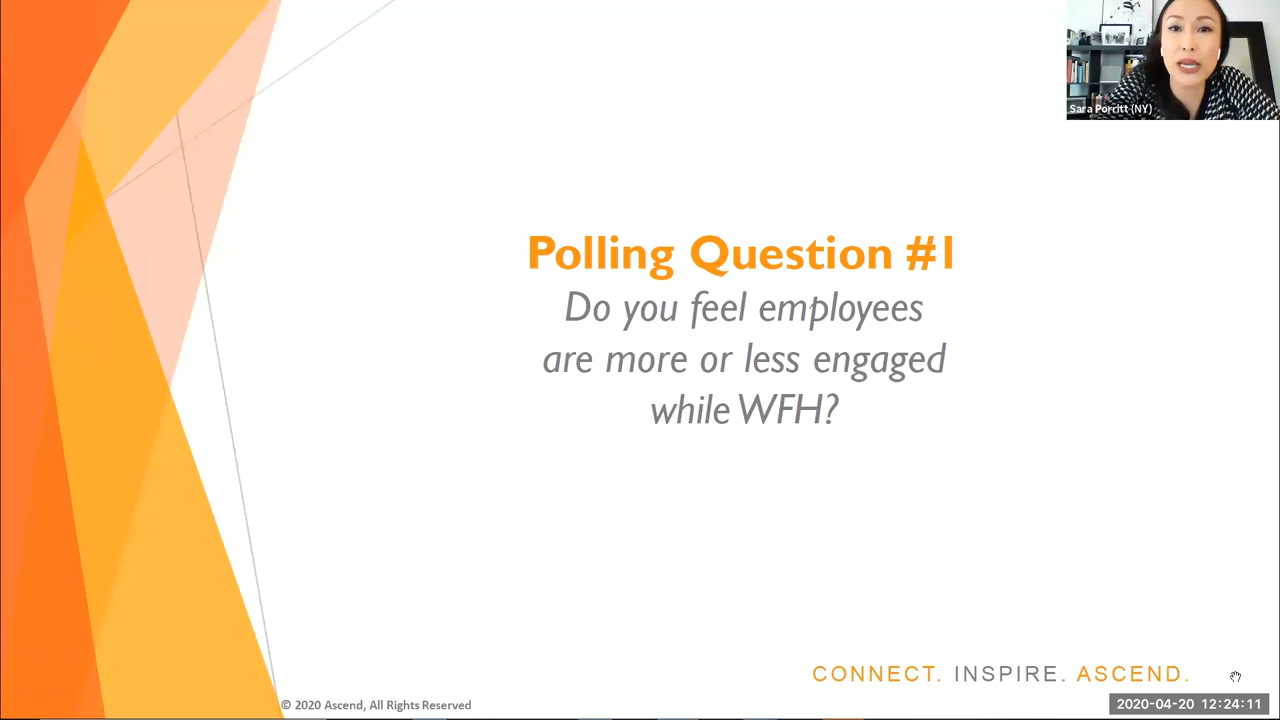 Sara Porritt (NY)
Polling Question #1
Do you feel employees
are more or less engaged
while WFH?
CONNECT. INSPIRE. ASCEND.
© 2020 Ascend, All Rights Reserved
2020-04-20 12:24:11